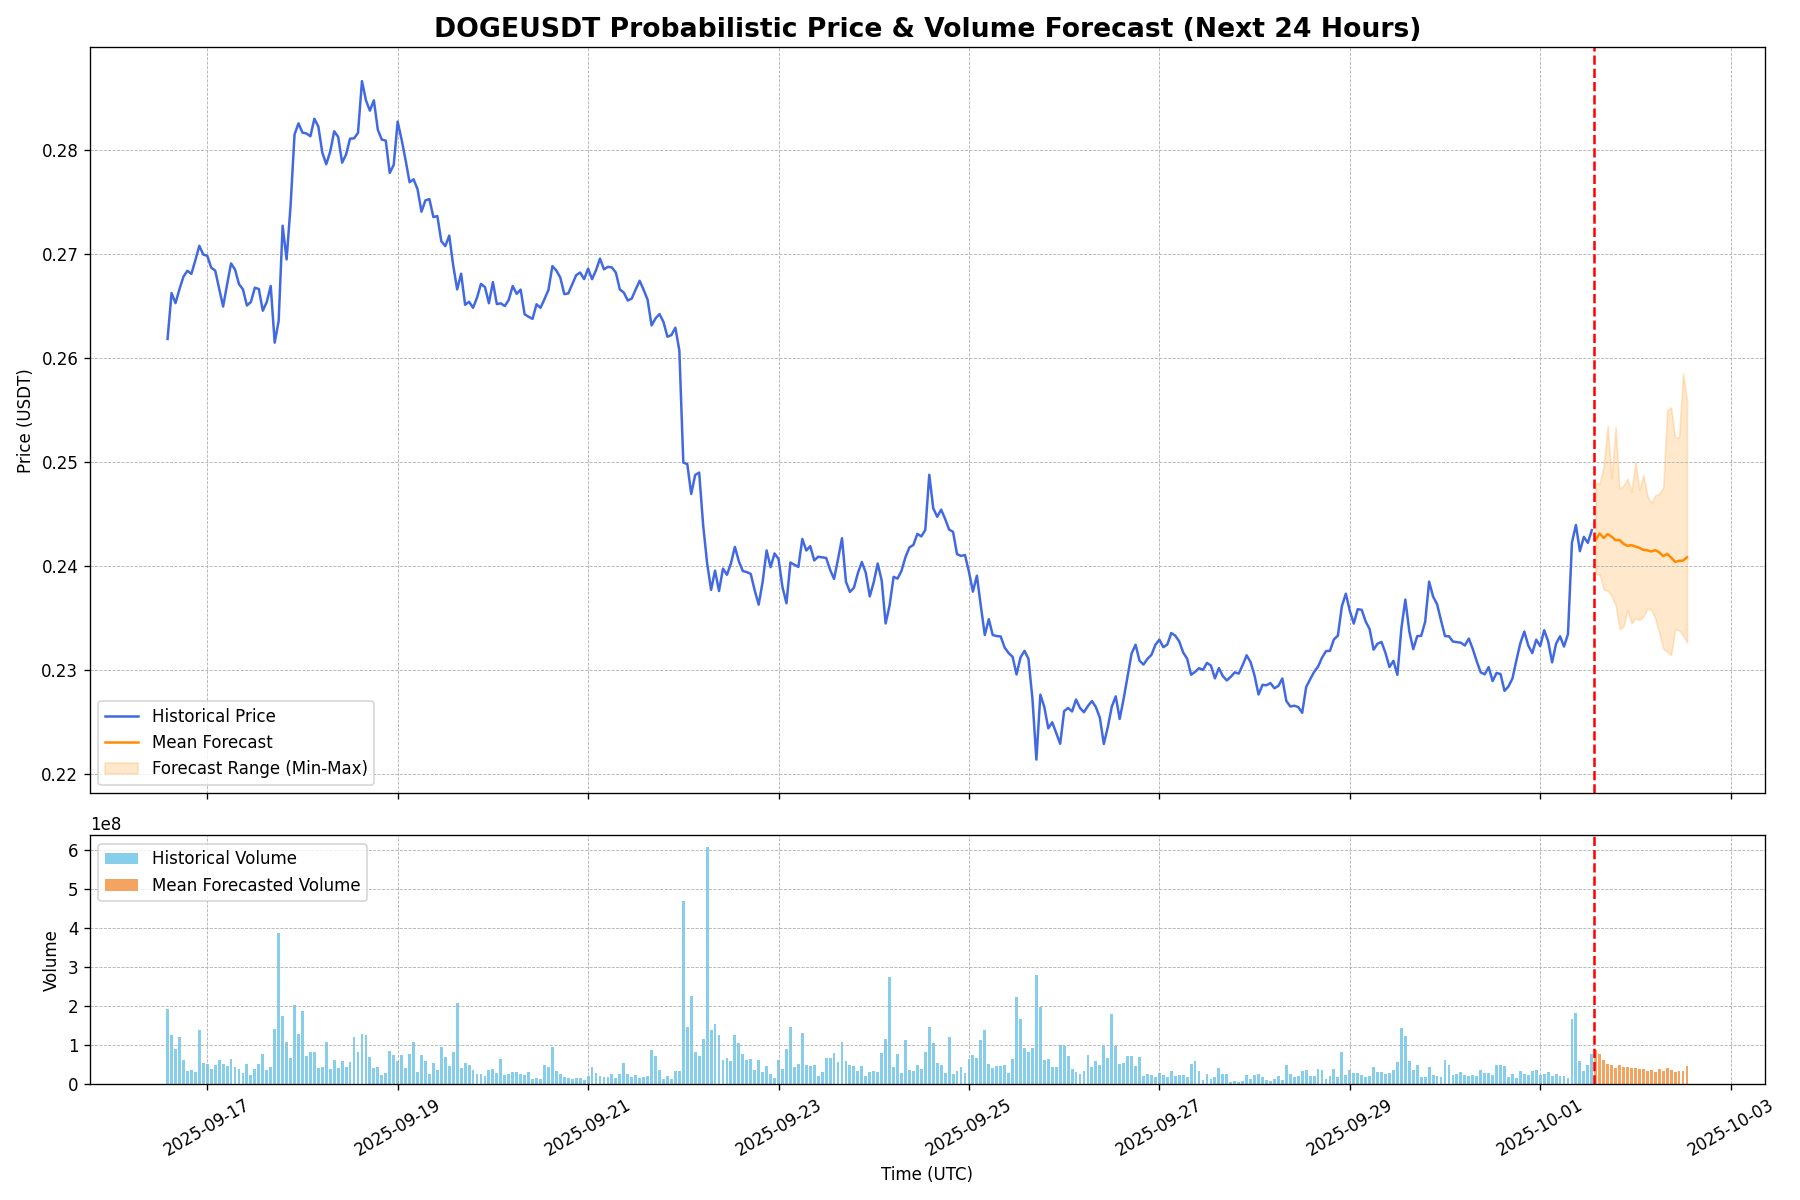 DOGEUSDT Probabilistic Price & Volume Forecast (Next 24 Hours)
Price (USDT)
0.28
0.27
0.26
0.25
0.24
0.23
0.22
Historical Price
Mean Forecast
Forecast Range (Min-Max)
1e8
Volume
6
5
4
3
2
1
0
Historical Volume
Mean Forecasted Volume
2025-09-17
2025-09-19
2025-09-21
2025-09-23
2025-09-25
2025-09-27
2025-09-29
2025-10-01
2025-10-03
Time (UTC)